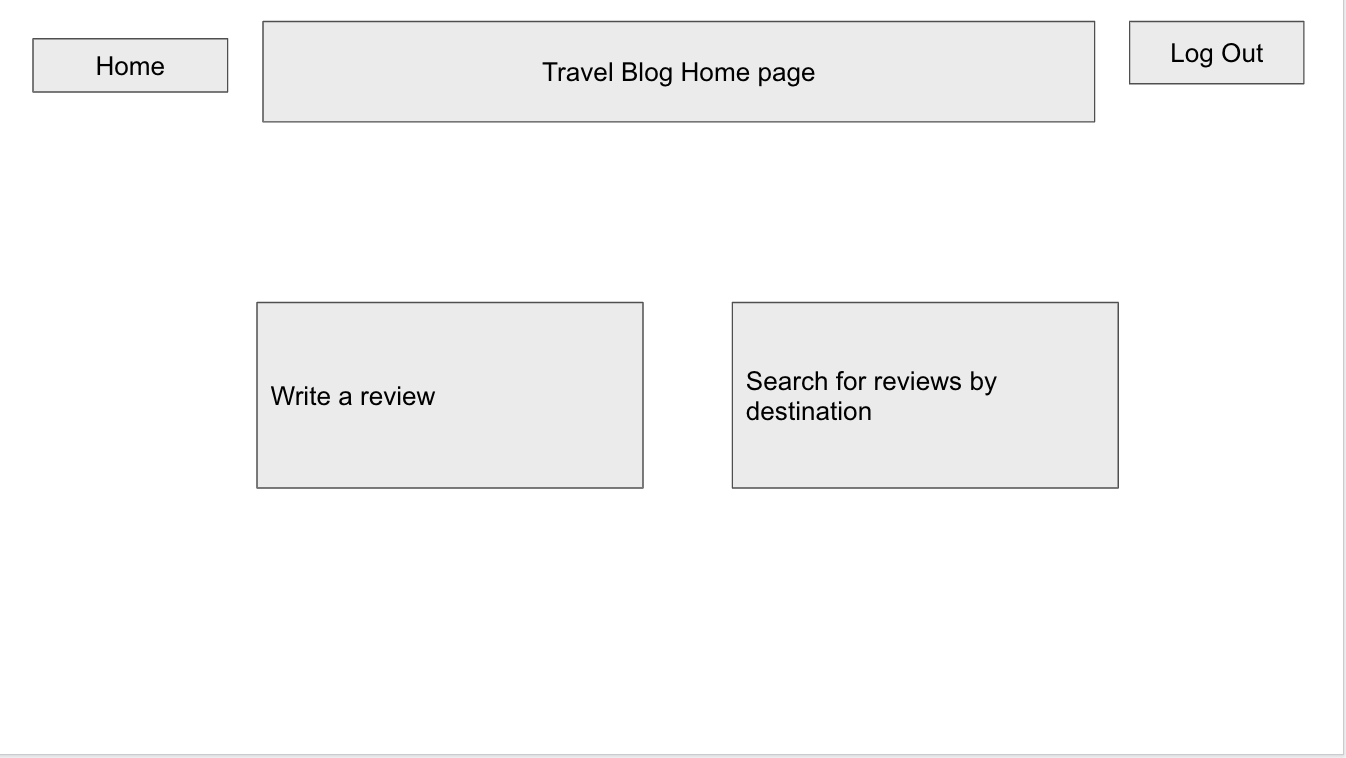 Home
Travel Blog Home page
Log Out
Write a review
Search for reviews by
destination